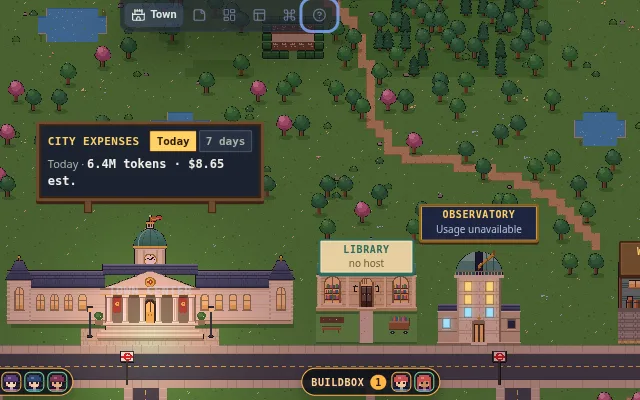 Town
CITY EXPENSES Today 7 days
Today · 6.4M tokens · $8.65
est.
OBSERVATORY
Usage unavailable
LIBRARY
no host
BUILDBOX 1